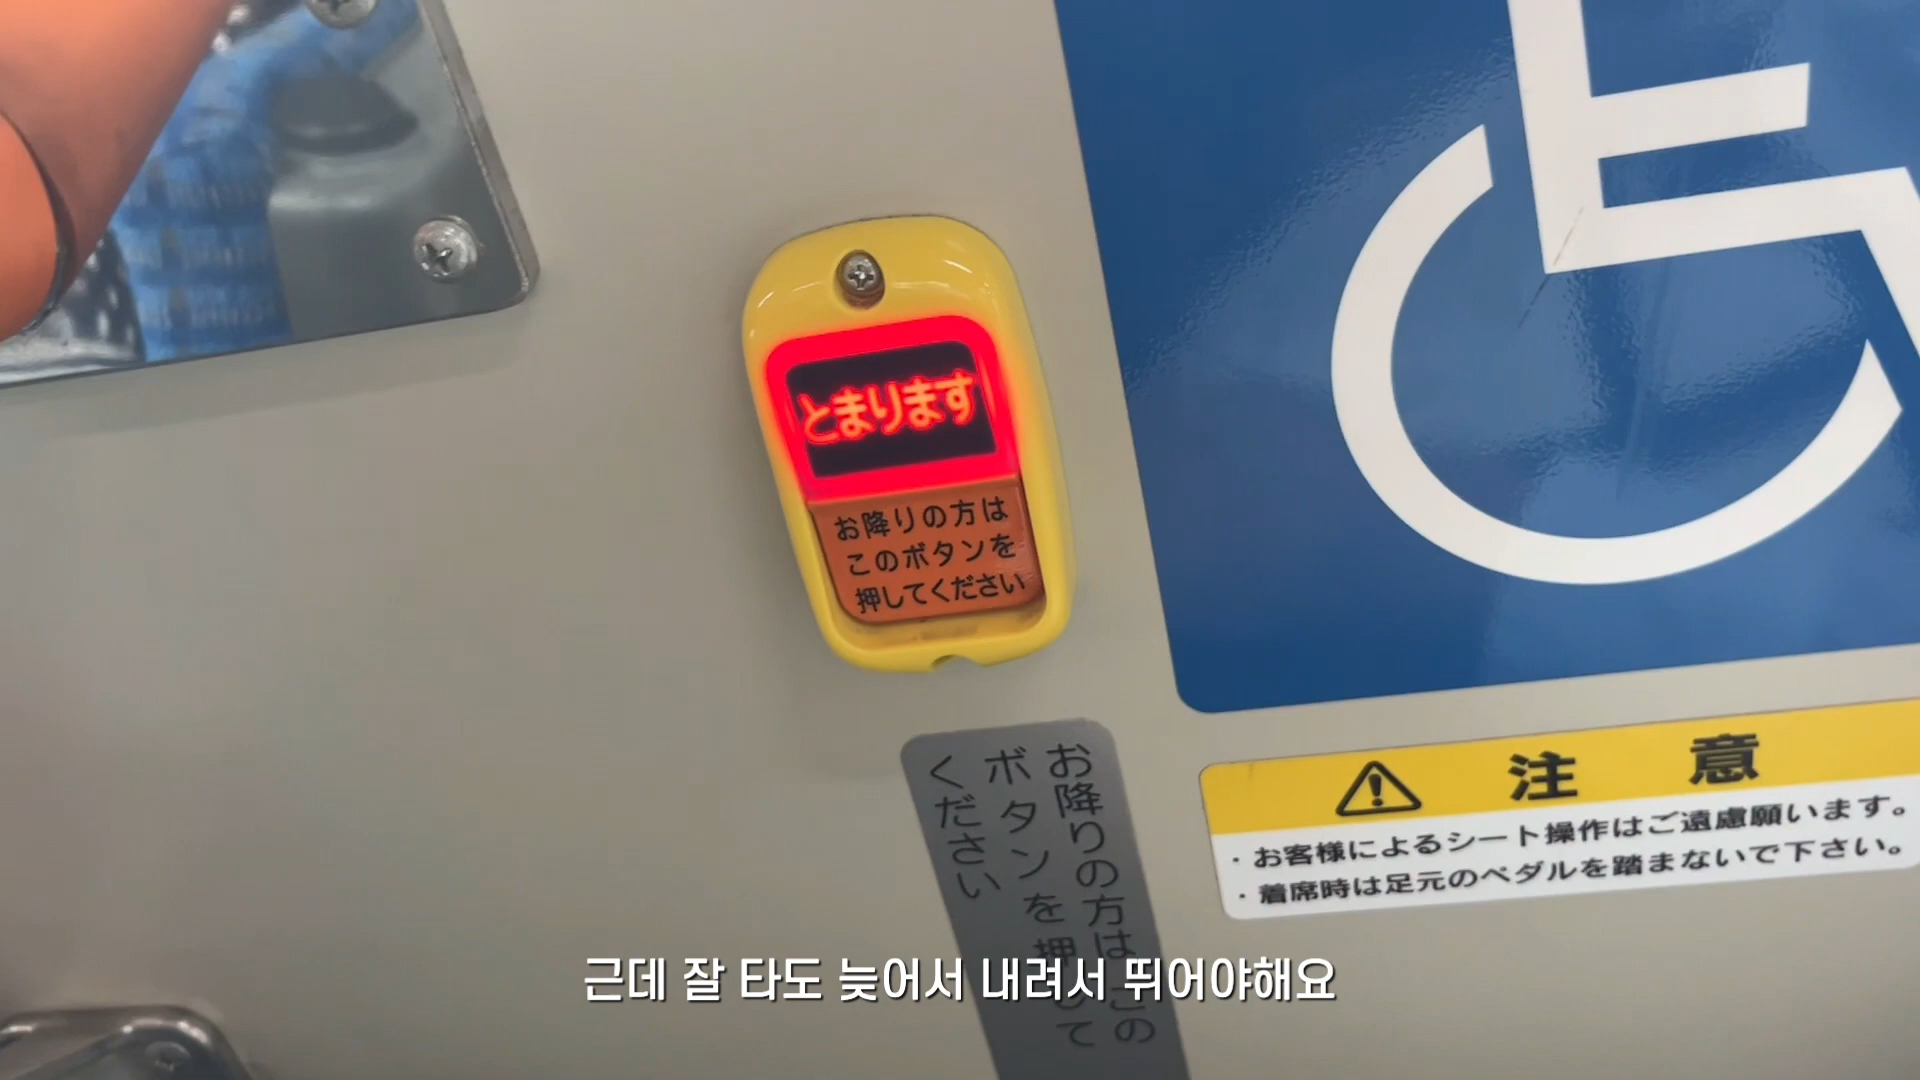 とまります
お降りの方は
このボタンを
押してください
お降りの方は この
ボタンを押して
ください
注意
・お客様によるシート操作はご遠慮願います。
・着席時は足元のペダルを踏まないで下さい。
근데 잘 타도 늦어서 내려서 뛰어야해요